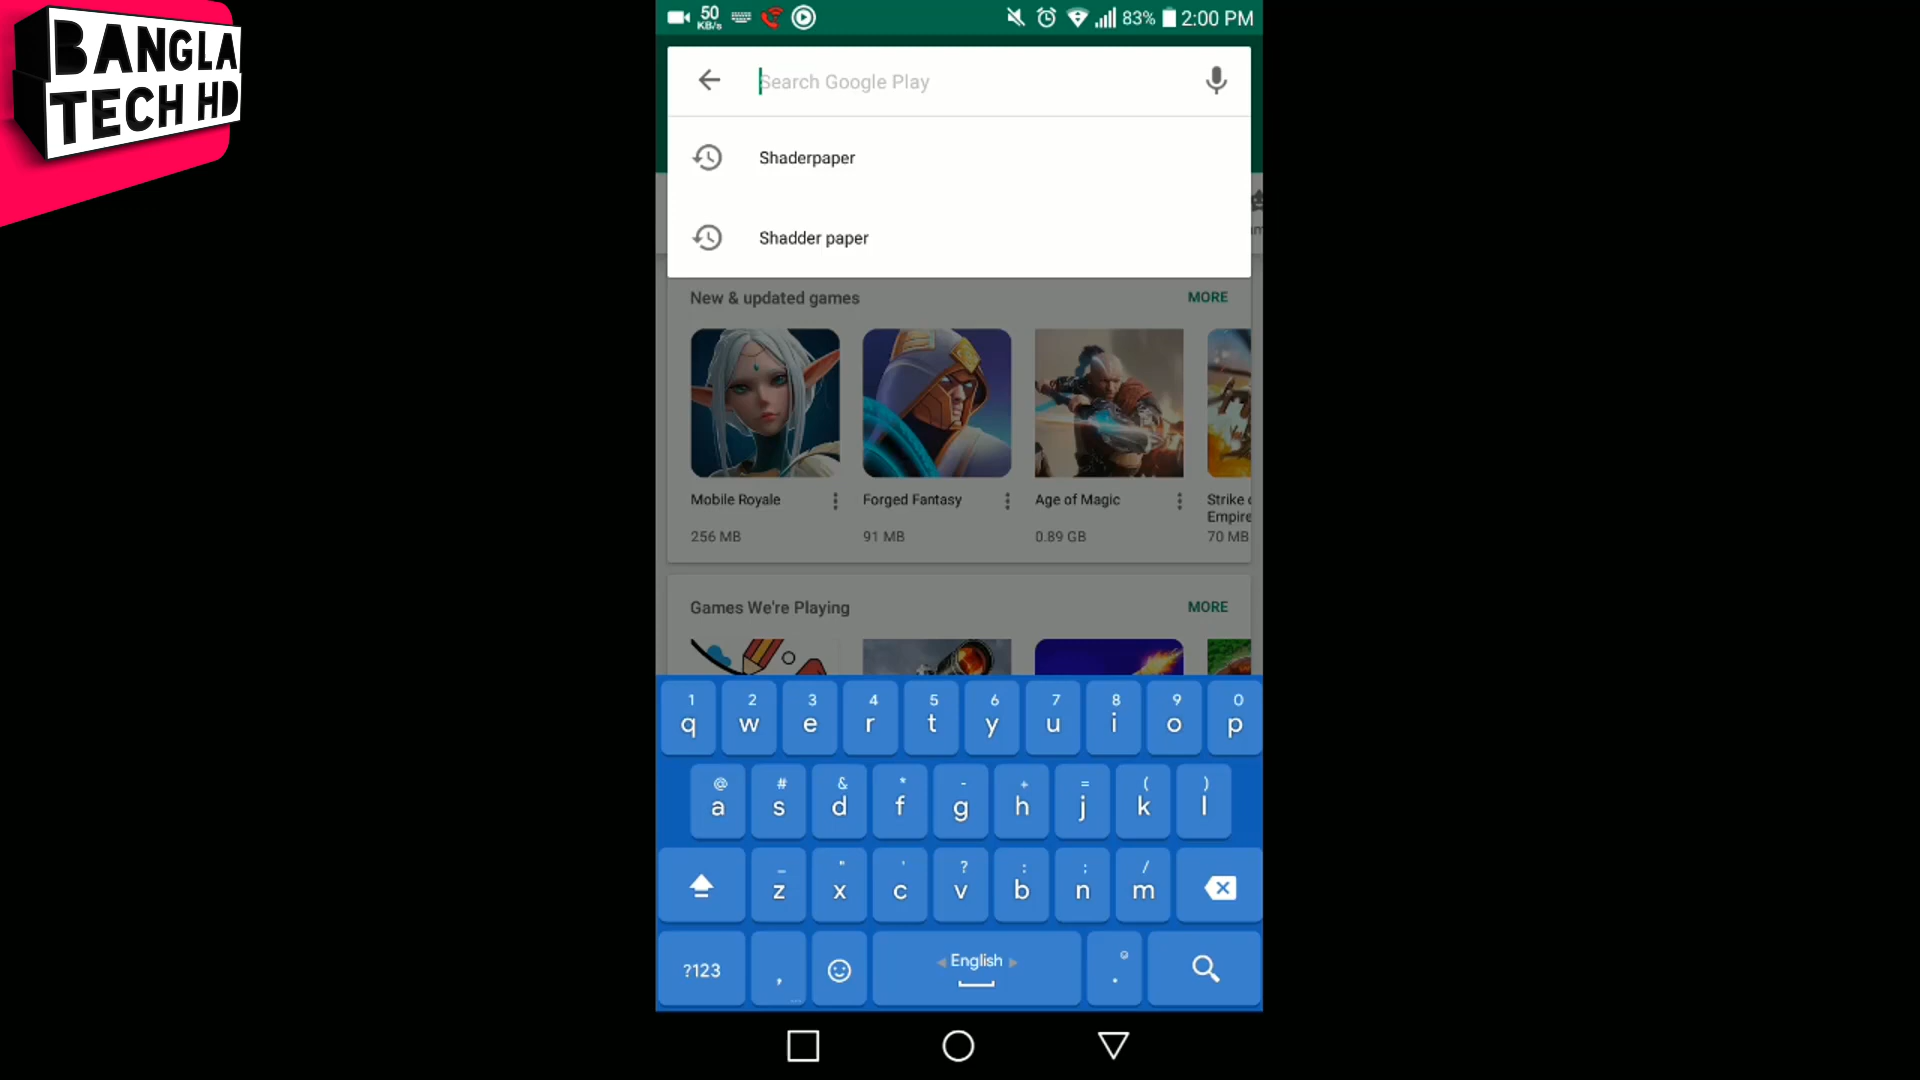 BANGLA
TECH HD
50
KB/s
83%
2:00 PM
Search Google Play
Shaderpaper
Shadder paper
New & updated games
MORE
Mobile Royale
256 MB
Forged Fantasy
91 MB
Age of Magic
0.89 GB
Strike
Empire
70 MB
Games We're Playing
MORE
1 2 3 4 5 6 7 8 9 0
q w e r t y u i o p
@ # & * - + = ( )
a s d f g h j k l
_ " ' ? : ; /
z x c v b n m
?123 , English .